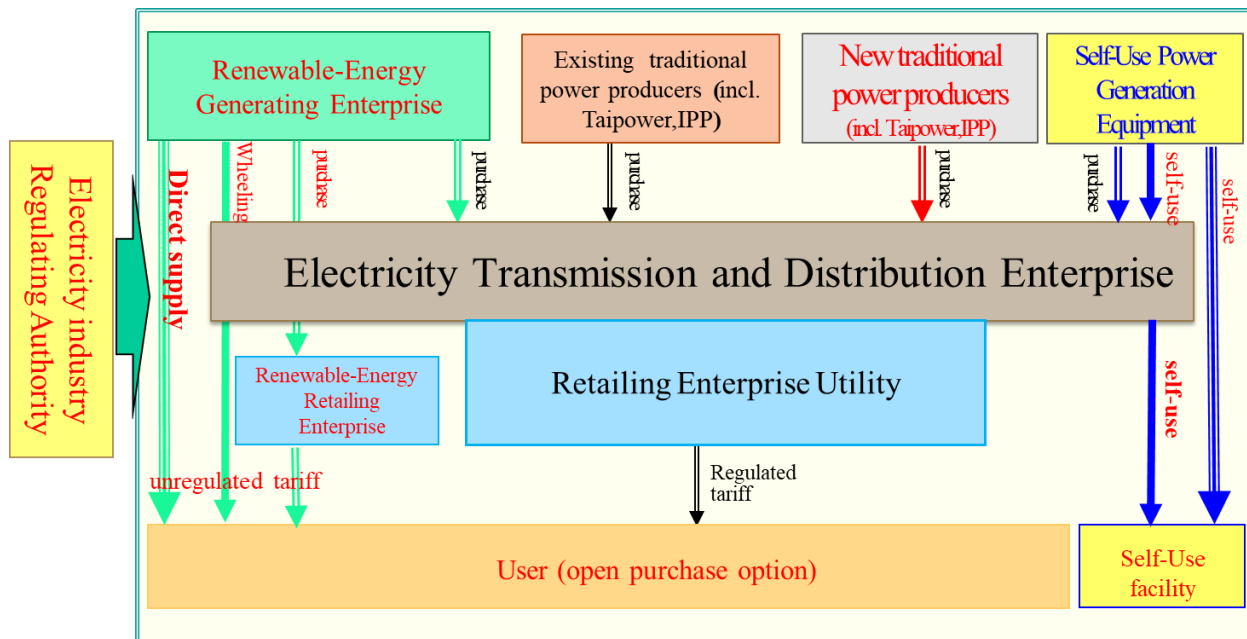 Renewable-Energy
Generating Enterprise
Existing traditional
power producers (incl.
Taipower,IPP)
New traditional
power producers
(incl. Taipower,IPP)
Self-Use Power
Generation
Equipment
Electricity industry
Regulating Authority
Direct supply
Wheeling
purchase
purchase
purchase
purchase
purchase
self-use
self-use
Electricity Transmission and Distribution Enterprise
Renewable-Energy
Retailing
Enterprise
Retailing Enterprise Utility
self-use
unregulated tariff
Regulated
tariff
User (open purchase option)
Self-Use
facility